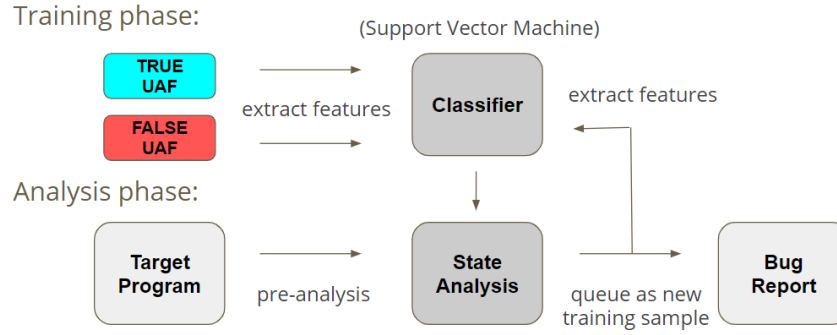 Training phase:
(Support Vector Machine)
TRUE
UAF
extract features
FALSE
UAF
Classifier
extract features
Analysis phase:
Target
Program
pre-analysis
State
Analysis
queue as new
training sample
Bug
Report